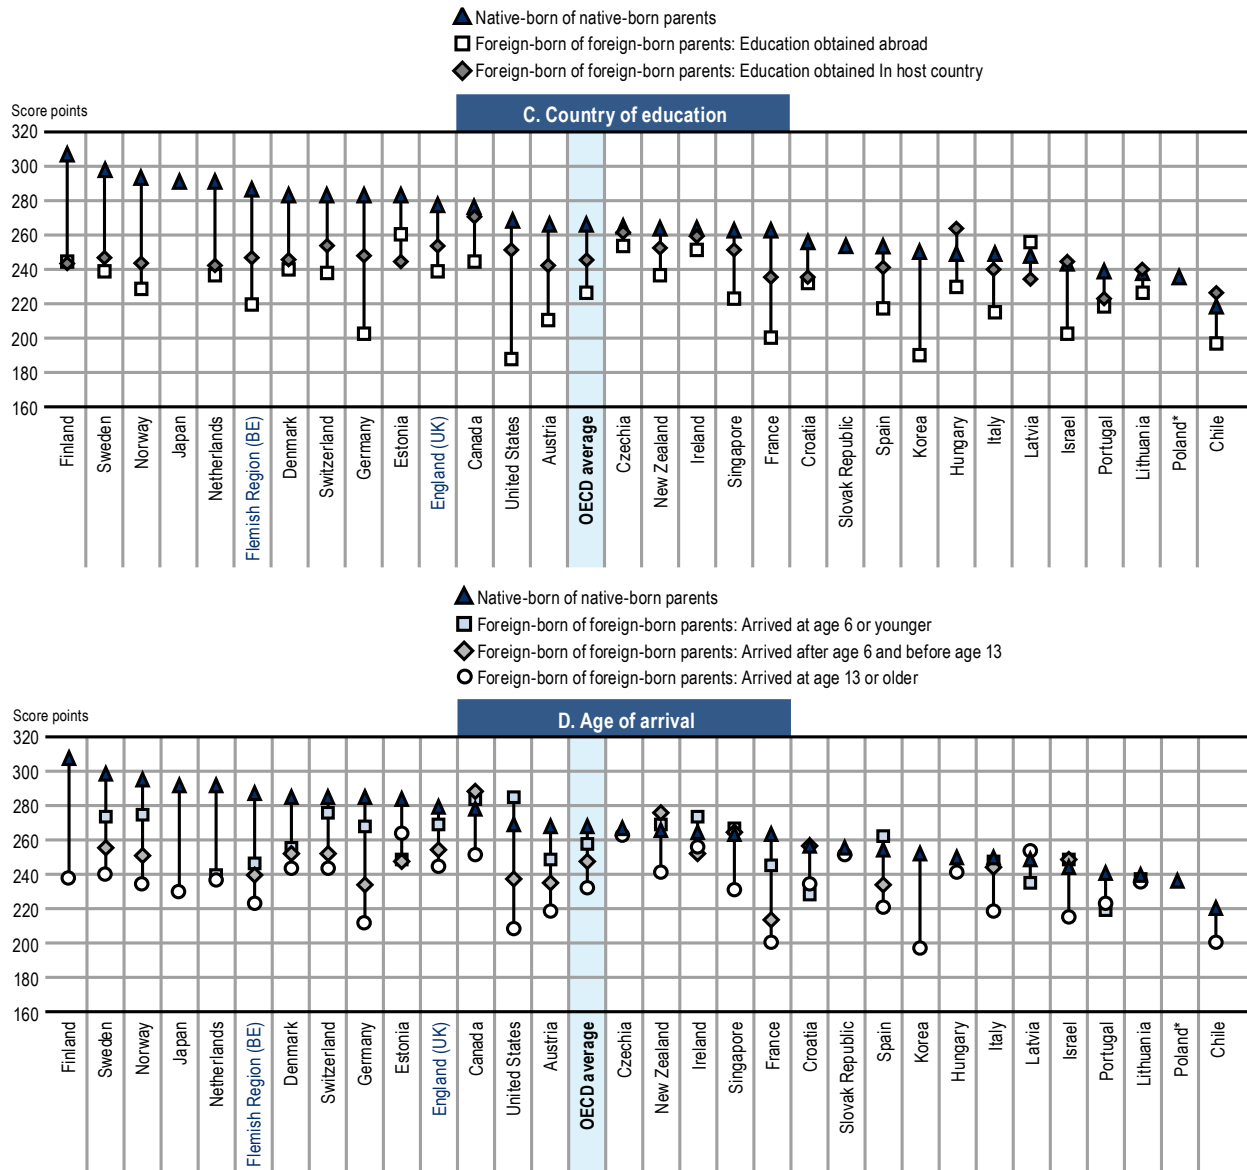 Native-born of native-born parents
Foreign-born of foreign-born parents: Education obtained abroad
Foreign-born of foreign-born parents: Education obtained In host country
Score points
C. Country of education
320
300
280
260
240
220
200
180
160
Finland
Sweden
Norway
Japan
Netherlands
Flemish Region (BE)
Denmark
Switzerland
Germany
Estonia
England (UK)
Canada
United States
Austria
OECD average
Czechia
New Zealand
Ireland
Singapore
France
Croatia
Slovak Republic
Spain
Korea
Hungary
Italy
Latvia
Israel
Portugal
Lithuania
Poland*
Chile
Native-born of native-born parents
Foreign-born of foreign-born parents: Arrived at age 6 or younger
Foreign-born of foreign-born parents: Arrived after age 6 and before age 13
Foreign-born of foreign-born parents: Arrived at age 13 or older
Score points
D. Age of arrival
320
300
280
260
240
220
200
180
160
Finland
Sweden
Norway
Japan
Netherlands
Flemish Region (BE)
Denmark
Switzerland
Germany
Estonia
England (UK)
Canada
United States
Austria
OECD average
Czechia
New Zealand
Ireland
Singapore
France
Croatia
Slovak Republic
Spain
Korea
Hungary
Italy
Latvia
Israel
Portugal
Lithuania
Poland*
Chile